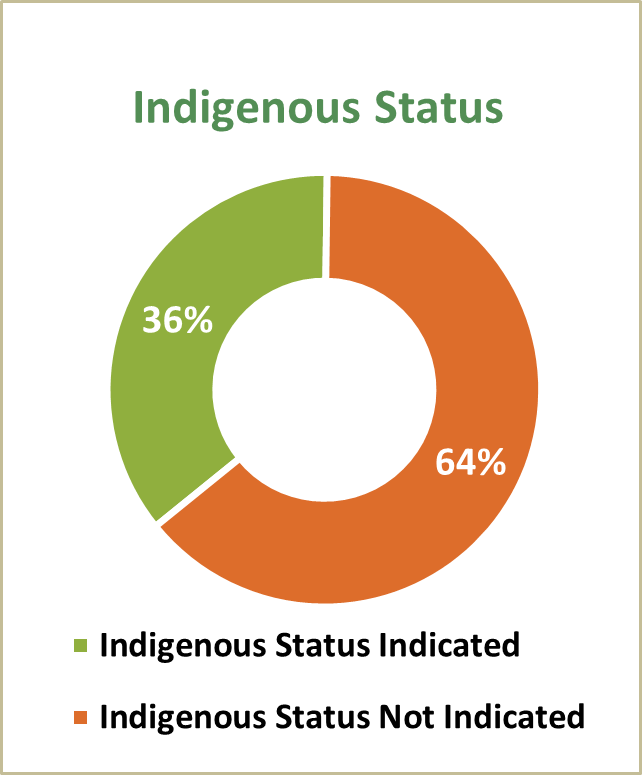 Indigenous Status
36%
64%
Indigenous Status Indicated
Indigenous Status Not Indicated